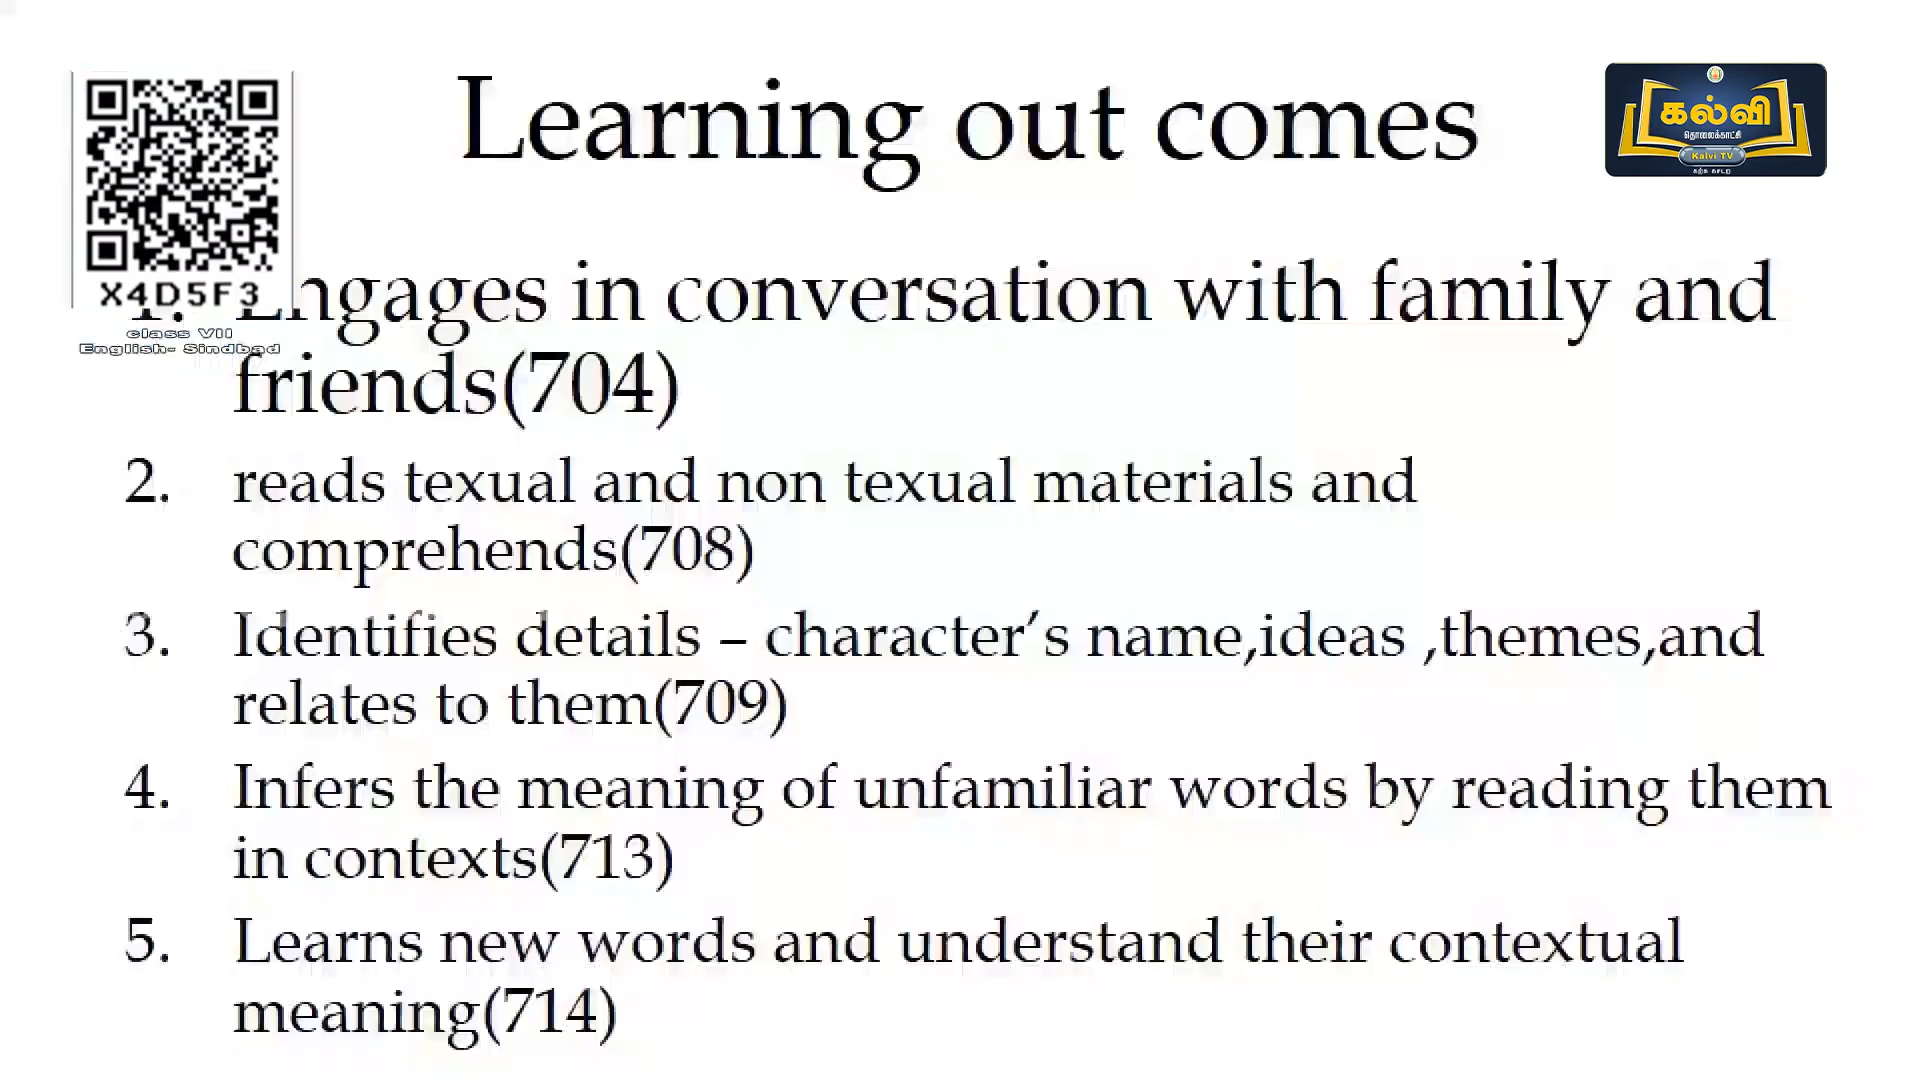 Learning out comes
கல்வி
தொலைக்காட்சி
Kalvi TV
கற்க கசடற
X4D5F3
class VII
English- Sindbad
1. Engages in conversation with family and
friends(704)
2. reads texual and non texual materials and
comprehends(708)
3. Identifies details – character’s name,ideas ,themes,and
relates to them(709)
4. Infers the meaning of unfamiliar words by reading them
in contexts(713)
5. Learns new words and understand their contextual
meaning(714)